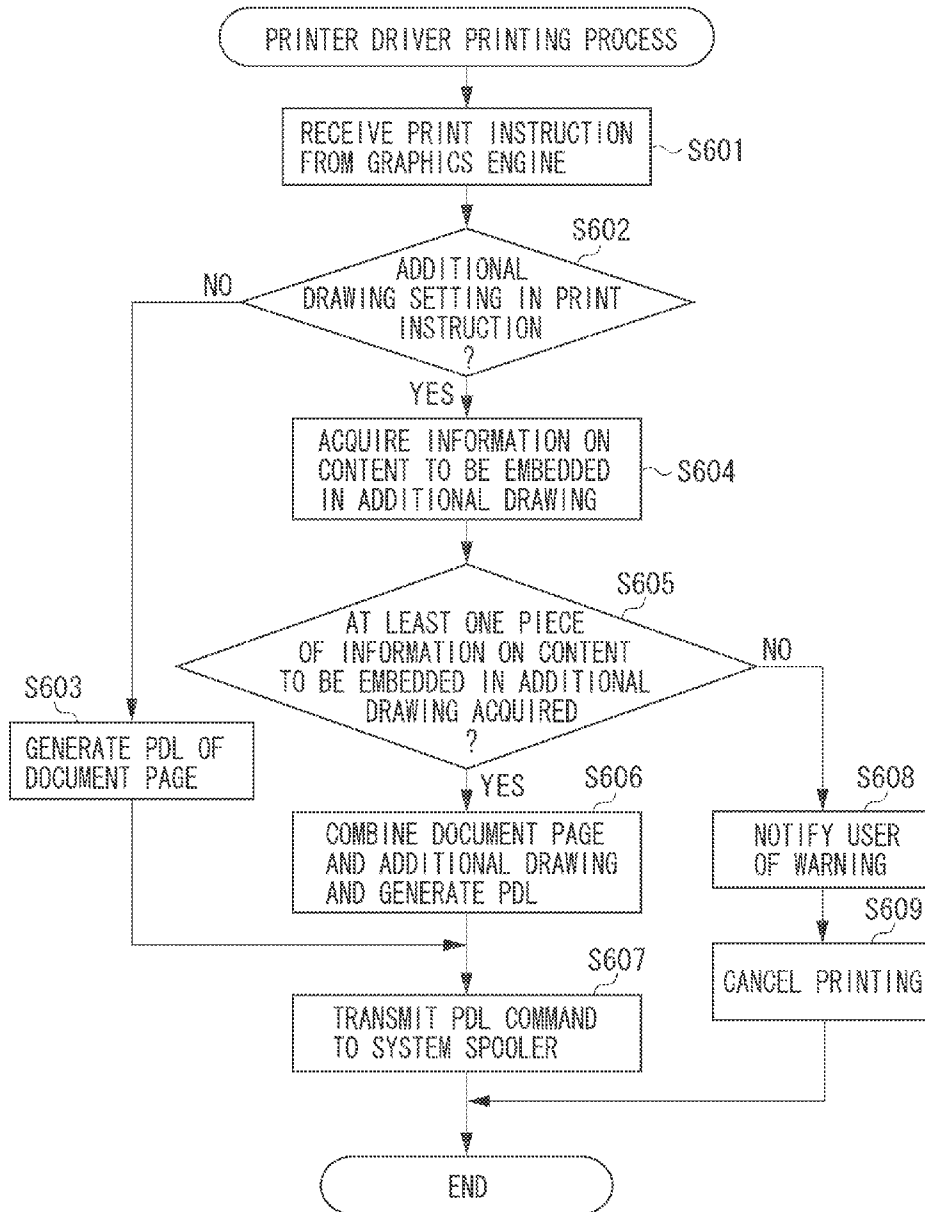 PRINTER DRIVER PRINTING PROCESS
RECEIVE PRINT INSTRUCTION
FROM GRAPHICS ENGINE
S601
S602
ADDITIONAL
DRAWING SETTING IN PRINT
INSTRUCTION
?
NO
YES
ACQUIRE INFORMATION ON
CONTENT TO BE EMBEDDED
IN ADDITIONAL DRAWING
S604
S605
AT LEAST ONE PIECE
OF INFORMATION ON CONTENT
TO BE EMBEDDED IN ADDITIONAL
DRAWING ACQUIRED
?
NO
YES
S603
GENERATE PDL OF
DOCUMENT PAGE
S606
COMBINE DOCUMENT PAGE
AND ADDITIONAL DRAWING
AND GENERATE PDL
S608
NOTIFY USER
OF WARNING
S609
CANCEL PRINTING
S607
TRANSMIT PDL COMMAND
TO SYSTEM SPOOLER
END